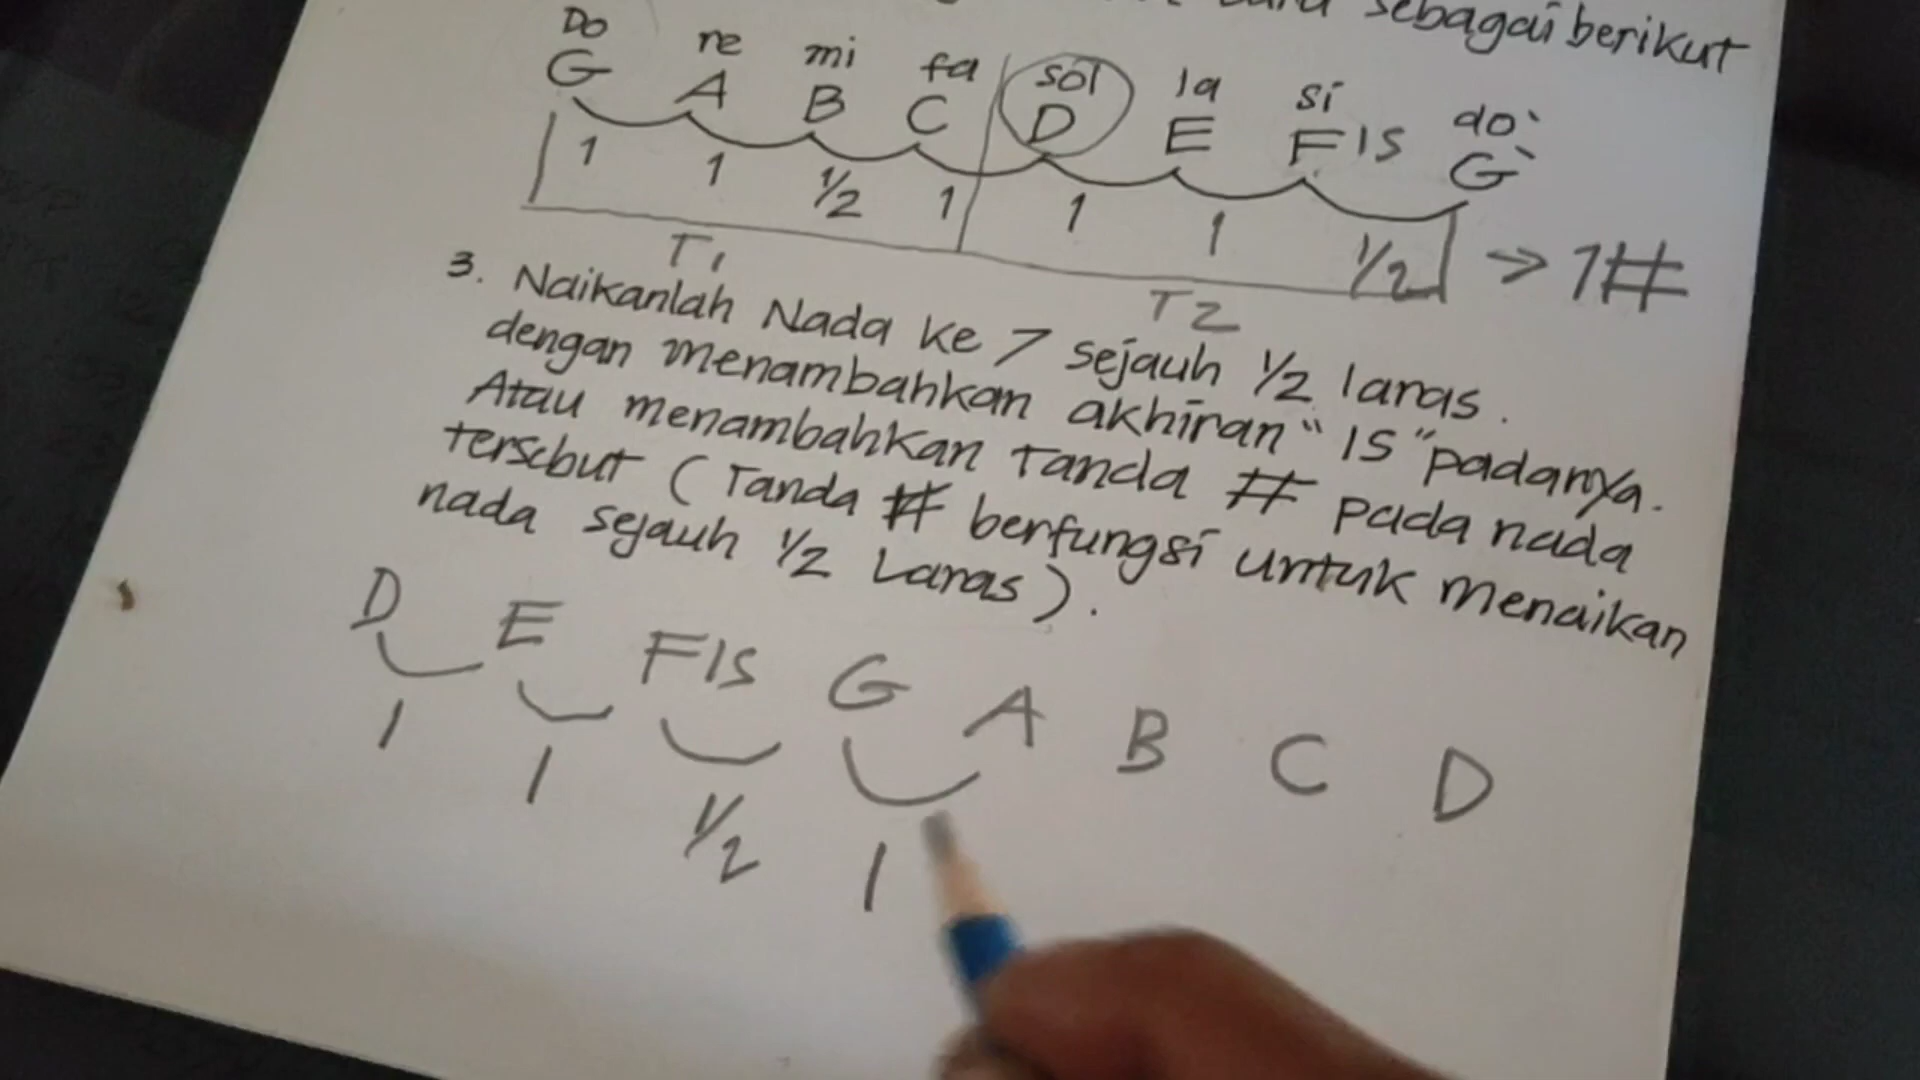 sebagai berikut
Do re mi fa sol la si do'
G A B C D E FIS G'
1 1 1/2 1 1 1 1/2 → 1#
T1 T2
3. Naikanlah Nada ke 7 sejauh 1/2 laras.
dengan menambahkan akhiran "IS" padanya.
Atau menambahkan Tanda # pada nada
tersebut (Tanda # berfungsi untuk menaikan
nada sejauh 1/2 Laras).
D E FIS G A B C D
1 1 1/2 1